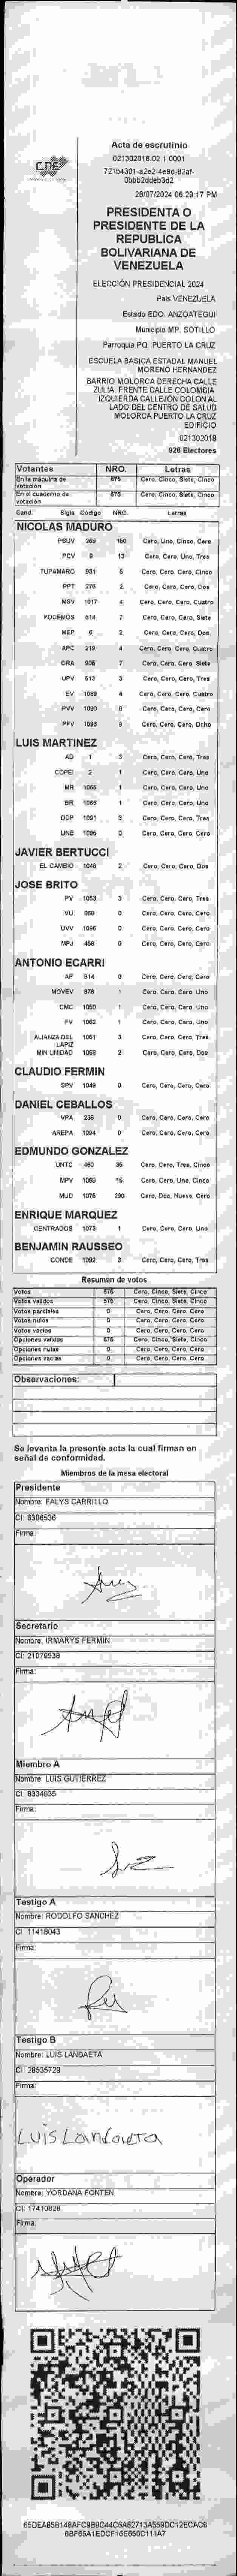 CNE
Acta de escrutinio
021302018.02.1.0001
721b4301-a2e2-4c9d-82af-
0bbb2ddeb3d2
28/07/2024 06:29:17 PM
PRESIDENTA O
PRESIDENTE DE LA
REPUBLICA
BOLIVARIANA DE
VENEZUELA
ELECCIÓN PRESIDENCIAL 2024
País VENEZUELA
Estado EDO. ANZOATEGUI
Municipio MP. SOTILLO
Parroquia PQ. PUERTO LA CRUZ
ESCUELA BASICA ESTADAL MANUEL
MORENO HERNANDEZ
BARRIO MOLORCA DERECHA CALLE
ZULIA. FRENTE CALLE COLOMBIA.
IZQUIERDA CALLEJÓN COLON AL
LADO DEL CENTRO DE SALUD
MOLORCA PUERTO LA CRUZ
EDIFICIO
021302018
926 Electores
Votantes NRO. Letras
En la máquina de votación 575 Cero, Cinco, Siete, Cinco
En el cuaderno de votación 575 Cero, Cinco, Siete, Cinco
Cand. Sigla Código NRO. Letras
NICOLAS MADURO
PSUV 269 150 Cero, Uno, Cinco, Cero
PCV 9 13 Cero, Cero, Uno, Tres
TUPAMARO 931 5 Cero, Cero, Cero, Cinco
PPT 276 2 Cero, Cero, Cero, Dos
MSV 1017 4 Cero, Cero, Cero, Cuatro
PODEMOS 614 7 Cero, Cero, Cero, Siete
MEP 6 2 Cero, Cero, Cero, Dos
APC 219 4 Cero, Cero, Cero, Cuatro
ORA 906 7 Cero, Cero, Cero, Siete
UPV 513 3 Cero, Cero, Cero, Tres
EV 1089 4 Cero, Cero, Cero, Cuatro
PVV 1090 0 Cero, Cero, Cero, Cero
PFV 1093 8 Cero, Cero, Cero, Ocho
LUIS MARTINEZ
AD 1 3 Cero, Cero, Cero, Tres
COPEI 2 1 Cero, Cero, Cero, Uno
MR 1065 1 Cero, Cero, Cero, Uno
BR 1066 1 Cero, Cero, Cero, Uno
DDP 1091 3 Cero, Cero, Cero, Tres
UNE 1095 0 Cero, Cero, Cero, Cero
JAVIER BERTUCCI
EL CAMBIO 1048 2 Cero, Cero, Cero, Dos
JOSE BRITO
PV 1053 3 Cero, Cero, Cero, Tres
VU 969 0 Cero, Cero, Cero, Cero
UVV 1096 0 Cero, Cero, Cero, Cero
MPJ 456 0 Cero, Cero, Cero, Cero
ANTONIO ECARRI
AP 914 0 Cero, Cero, Cero, Cero
MOVEV 978 1 Cero, Cero, Cero, Uno
CMC 1050 1 Cero, Cero, Cero, Uno
FV 1062 1 Cero, Cero, Cero, Uno
ALIANZA DEL LAPIZ 1051 3 Cero, Cero, Cero, Tres
MIN UNIDAD 1058 2 Cero, Cero, Cero, Dos
CLAUDIO FERMIN
SPV 1049 0 Cero, Cero, Cero, Cero
DANIEL CEBALLOS
VPA 236 0 Cero, Cero, Cero, Cero
AREPA 1094 0 Cero, Cero, Cero, Cero
EDMUNDO GONZALEZ
UNTC 460 35 Cero, Cero, Tres, Cinco
MPV 1069 15 Cero, Cero, Uno, Cinco
MUD 1075 290 Cero, Dos, Nueve, Cero
ENRIQUE MARQUEZ
CENTRADOS 1073 1 Cero, Cero, Cero, Uno
BENJAMIN RAUSSEO
CONDE 1092 3 Cero, Cero, Cero, Tres
Resumen de votos
Votos 575 Cero, Cinco, Siete, Cinco
Votos validos 575 Cero, Cinco, Siete, Cinco
Votos parciales 0 Cero, Cero, Cero, Cero
Votos nulos 0 Cero, Cero, Cero, Cero
Votos vacios 0 Cero, Cero, Cero, Cero
Opciones validas 575 Cero, Cinco, Siete, Cinco
Opciones nulas 0 Cero, Cero, Cero, Cero
Opciones vacias 0 Cero, Cero, Cero, Cero
Observaciones:
Se levanta la presente acta la cual firman en
señal de conformidad.
Miembros de la mesa electoral
Presidente
Nombre: FALYS CARRILLO
CI: 6306536
Firma:
Secretario
Nombre: IRMARYS FERMIN
CI: 21079538
Firma:
Miembro A
Nombre: LUIS GUTIERREZ
CI: 8334935
Firma:
Testigo A
Nombre: RODOLFO SANCHEZ
CI: 11418043
Firma:
Testigo B
Nombre: LUIS LANDAETA
CI: 28535729
Firma:
Luis Landaeta
Operador
Nombre: YORDANA FONTEN
CI: 17410828
Firma: